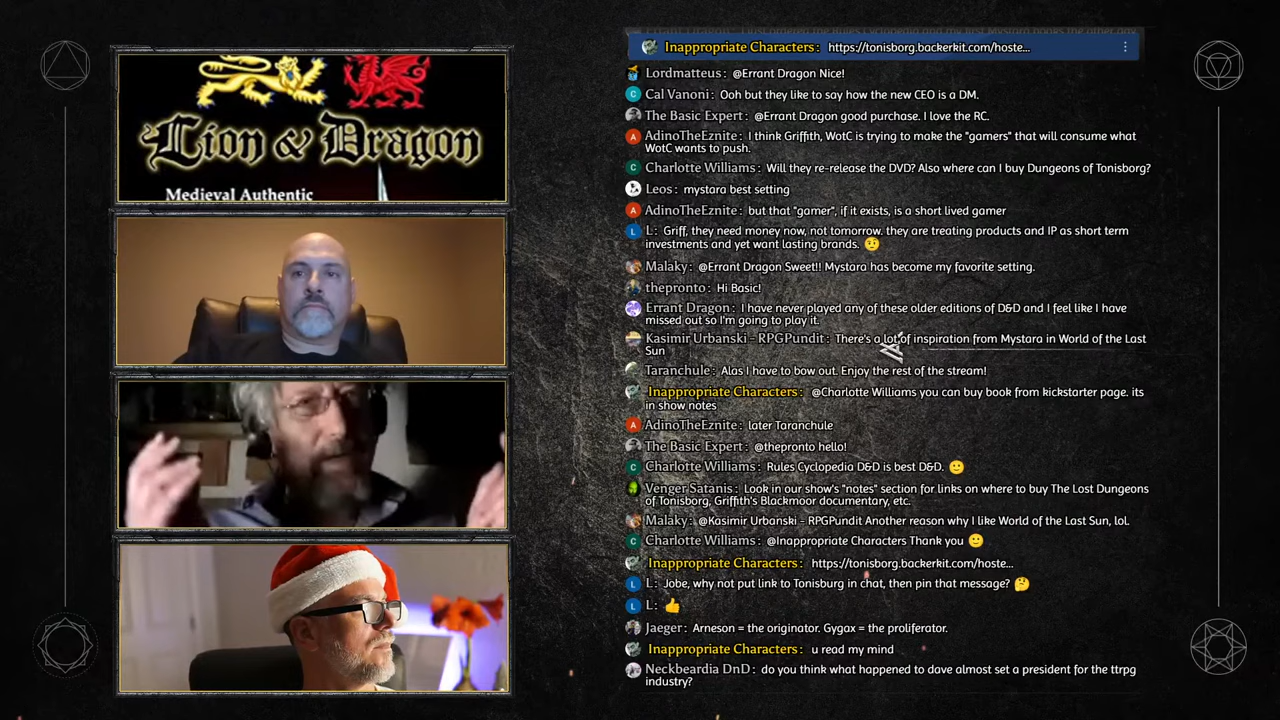 Lion & Dragon
Medieval Authentic
Inappropriate Characters: https://tonisborg.backerkit.com/hoste...
Lordmatteus: @Errant Dragon Nice!
Cal Vanoni: Ooh but they like to say how the new CEO is a DM.
The Basic Expert: @Errant Dragon good purchase. I love the RC.
AdinoTheEznite: I think Griffith, WotC is trying to make the "gamers" that will consume what
WotC wants to push.
Charlotte Williams: Will they re-release the DVD? Also where can I buy Dungeons of Tonisborg?
Leos: mystara best setting
AdinoTheEznite: but that "gamer", if it exists, is a short lived gamer
L: Griff, they need money now, not tomorrow. they are treating products and IP as short term
investments and yet want lasting brands. 🤨
Malaky: @Errant Dragon Sweet!! Mystara has become my favorite setting.
thepronto: Hi Basic!
Errant Dragon: I have never played any of these older editions of D&D and I feel like I have
missed out so I'm going to play it.
Kasimir Urbanski - RPGPundit: There's a lot of inspiration from Mystara in World of the Last
Sun
Taranchule: Alas I have to bow out. Enjoy the rest of the stream!
Inappropriate Characters: @Charlotte Williams you can buy book from kickstarter page. its
in show notes
AdinoTheEznite: later Taranchule
The Basic Expert: @thepronto hello!
Charlotte Williams: Rules Cyclopedia D&D is best D&D. 🙂
Venger Satanis: Look in our show's "notes" section for links on where to buy The Lost Dungeons
of Tonisborg, Griffith's Blackmoor documentary, etc.
Malaky: @Kasimir Urbanski - RPGPundit Another reason why I like World of the Last Sun, lol.
Charlotte Williams: @Inappropriate Characters Thank you 🙂
Inappropriate Characters: https://tonisborg.backerkit.com/hoste...
L: Jobe, why not put link to Tonisburg in chat, then pin that message? 🤔
L: 👍
Jaeger: Arneson = the originator. Gygax = the proliferator.
Inappropriate Characters: u read my mind
Neckbeardia DnD: do you think what happened to dave almost set a president for the ttrpg
industry?